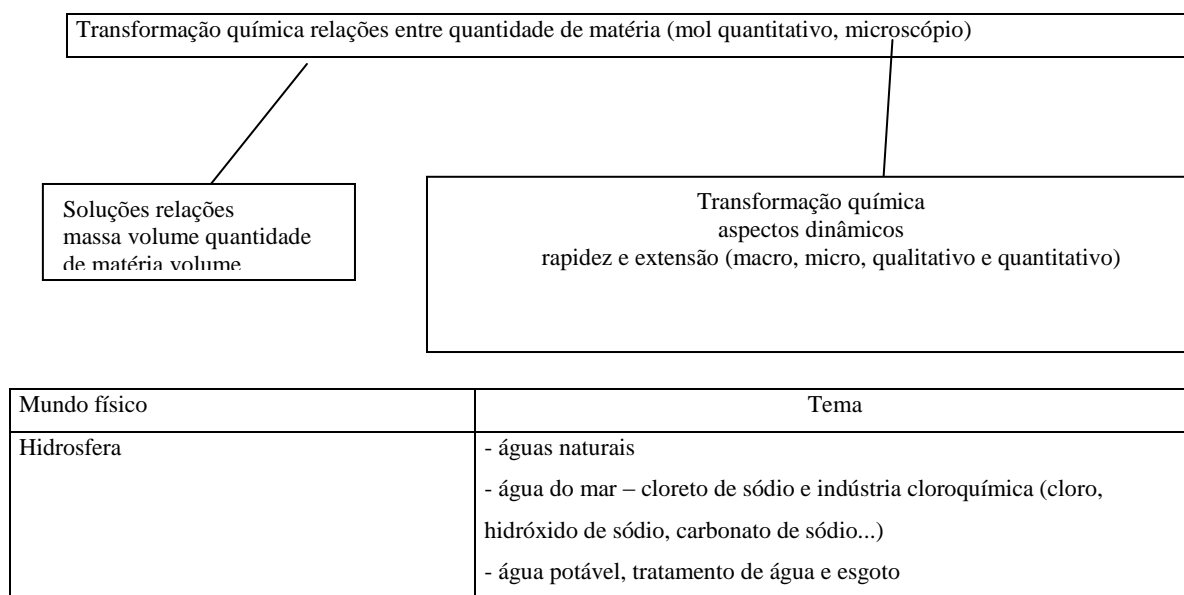 Transformação química relações entre quantidade de matéria (mol quantitativo, microscópio)
Soluções relações
massa volume quantidade
de matéria volume
Transformação química
aspectos dinâmicos
rapidez e extensão (macro, micro, qualitativo e quantitativo)
Mundo físico
Tema
Hidrosfera
- águas naturais
- água do mar – cloreto de sódio e indústria cloroquímica (cloro,
hidróxido de sódio, carbonato de sódio...)
- água potável, tratamento de água e esgoto